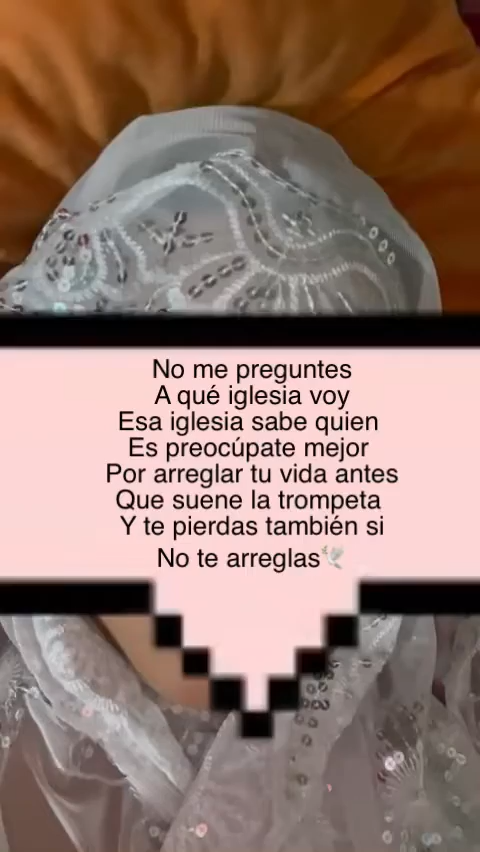 No me preguntes
A qué iglesia voy
Esa iglesia sabe quien
Es preocúpate mejor
Por arreglar tu vida antes
Que suene la trompeta
Y te pierdas también si
No te arreglas🕊️